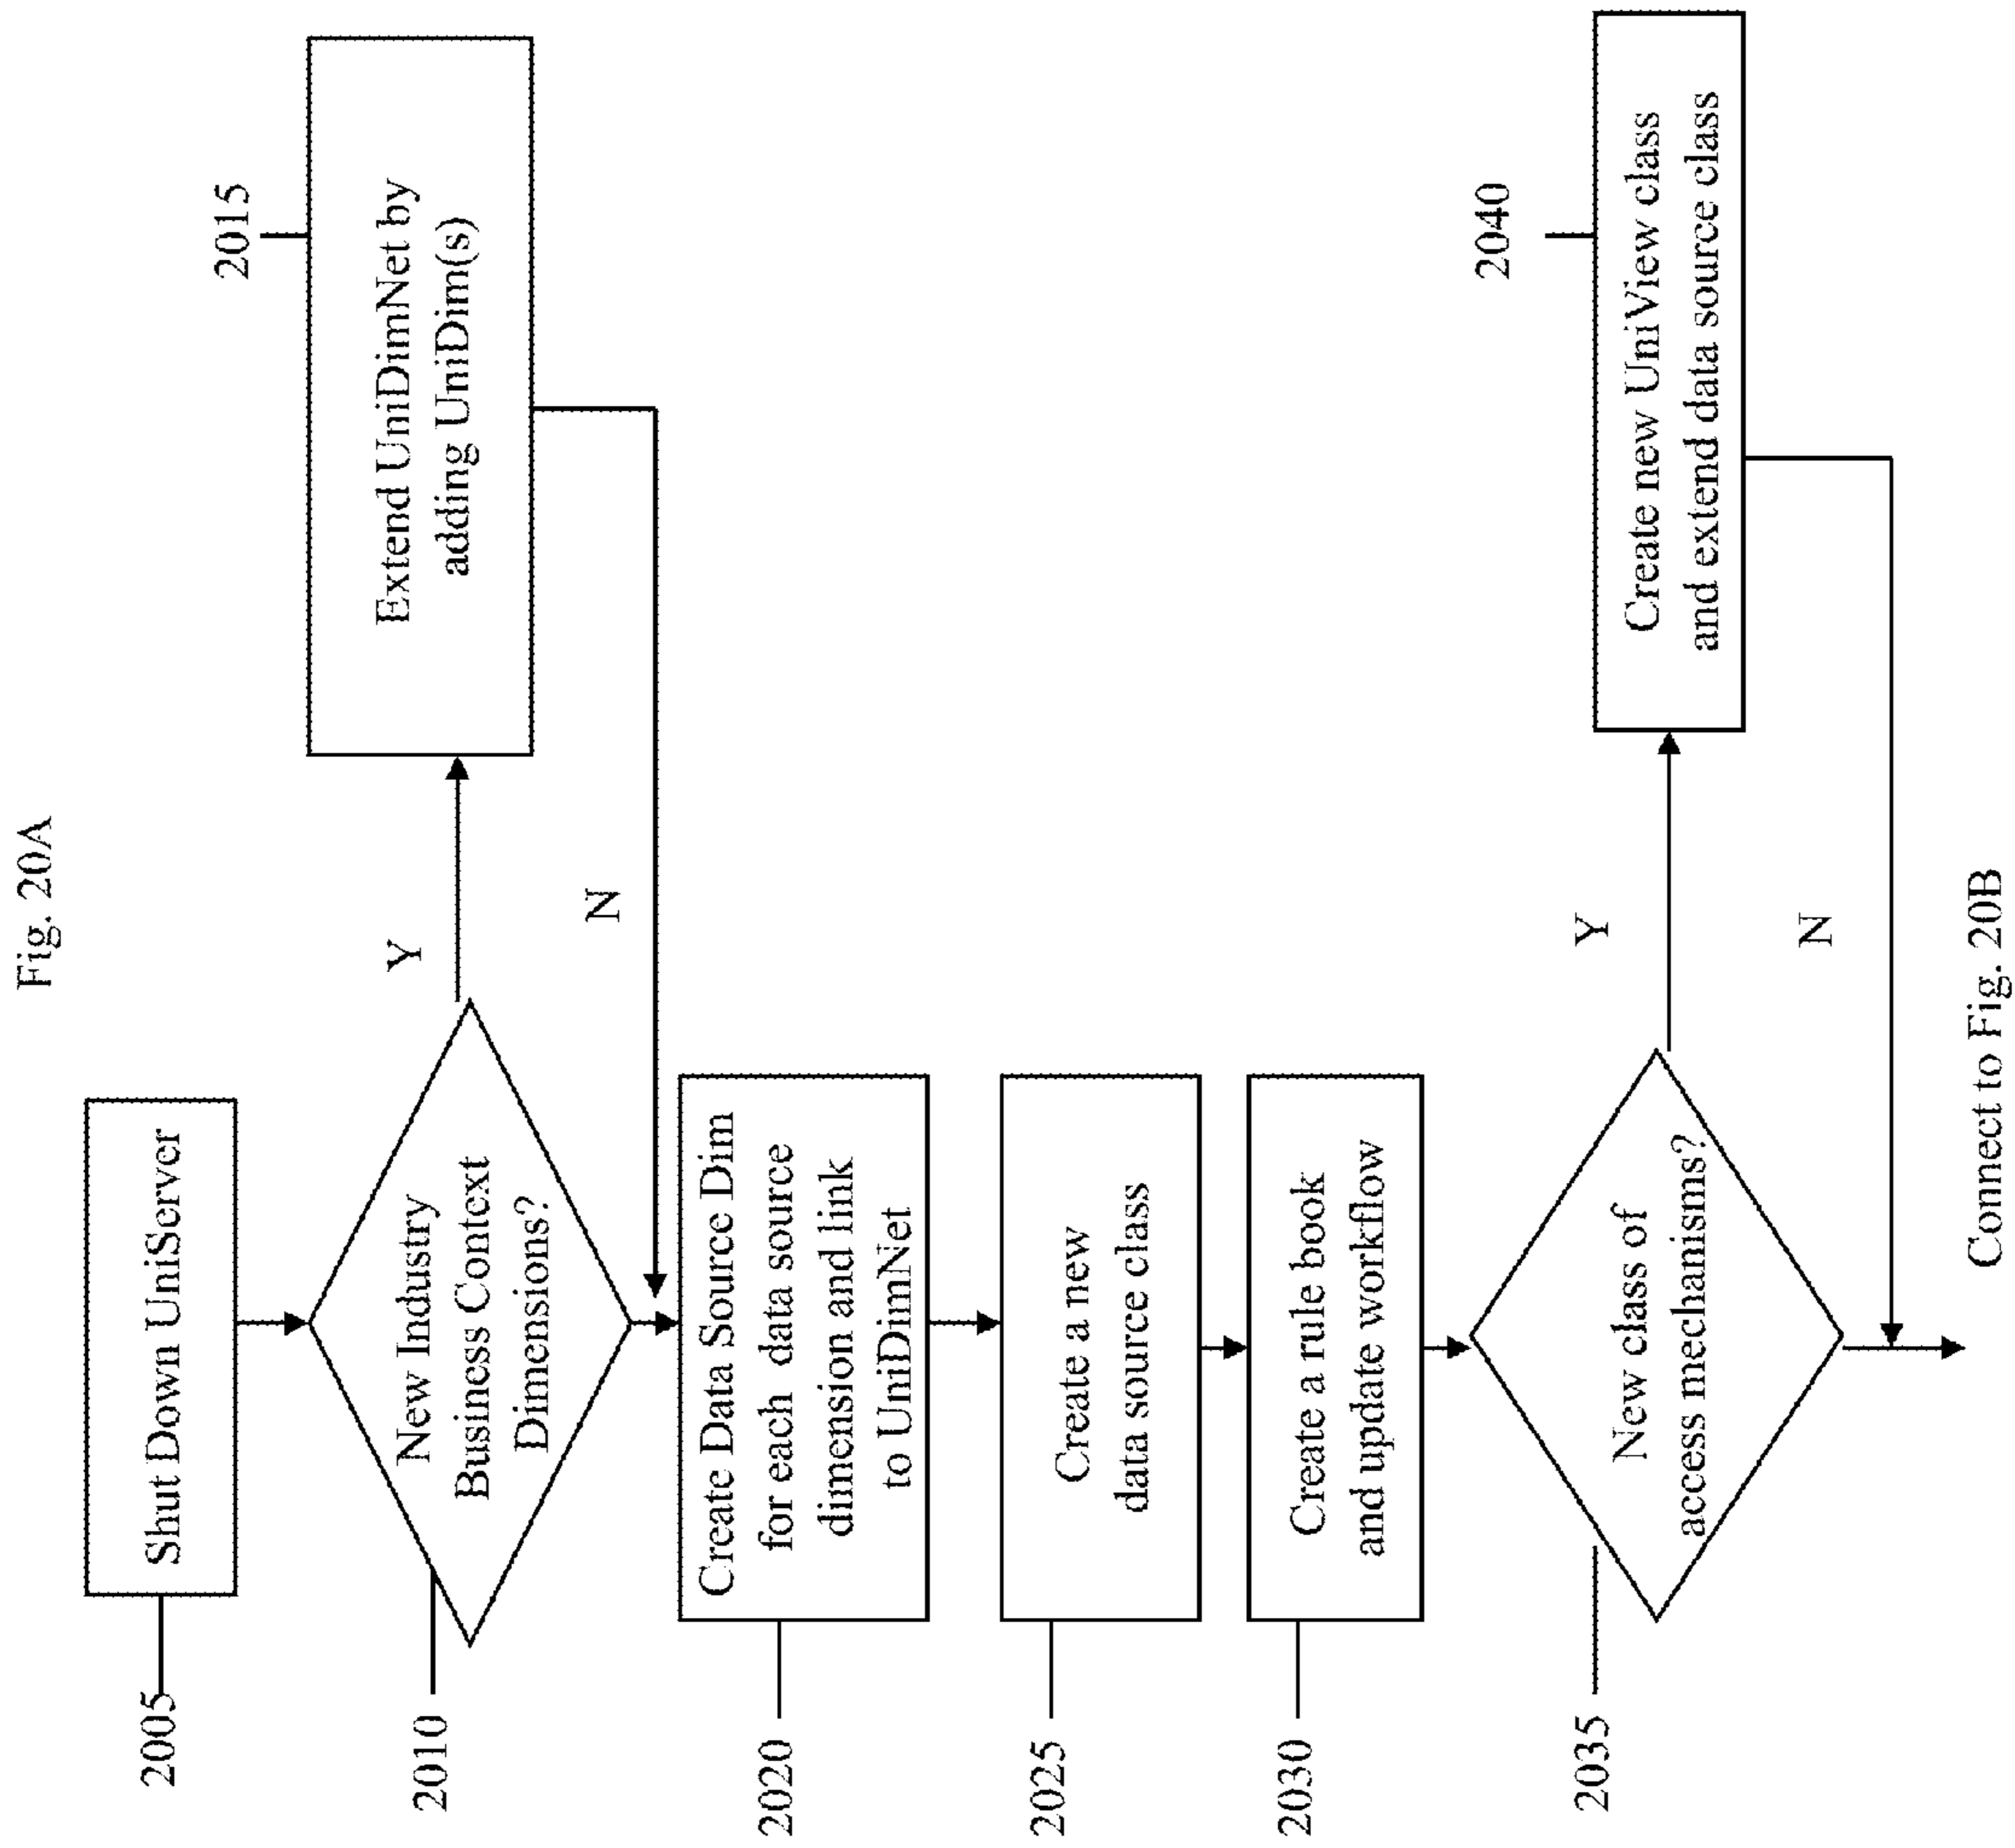 Fig. 20A
2005
Shut Down UniServer
2010
New Industry
Business Context
Dimensions?
Y
N
2015
Extend UniDimNet by
adding UniDim(s)
2020
Create Data Source Dim
for each data source
dimension and link
to UniDimNet
2025
Create a new
data source class
2030
Create a rule book
and update workflow
2035
New class of
access mechanisms?
Y
N
2040
Create new UniView class
and extend data source class
Connect to Fig. 20B